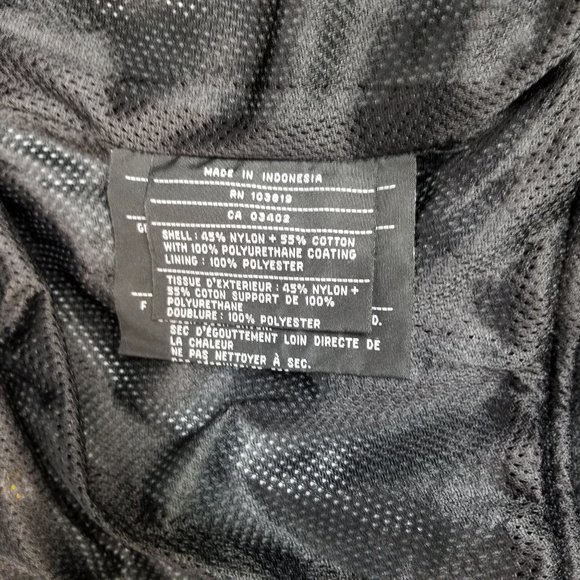 MADE IN INDONESIA
RN 103819
CA 03402
SHELL: 45% NYLON + 55% COTTON
WITH 100% POLYURETHANE COATING
LINING: 100% POLYESTER
TISSUE D'EXTERIEUR: 45% NYLON +
55% COTON SUPPORT DE 100%
POLYURETHANE
DOUBLURE: 100% POLYESTER
SEC D'ÉGOUTTEMENT LOIN DIRECTE DE
LA CHALEUR
NE PAS NETTOYER À SEC.